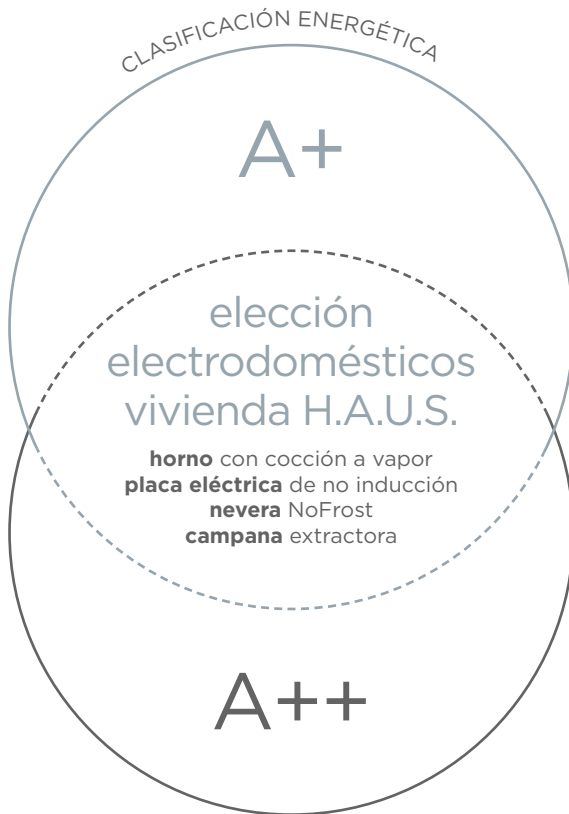 CLASIFICACIÓN ENERGÉTICA
A+
elección
electrodomésticos
vivienda H.A.U.S.
horno con cocción a vapor
placa eléctrica de no inducción
nevera NoFrost
campana extractora
A++